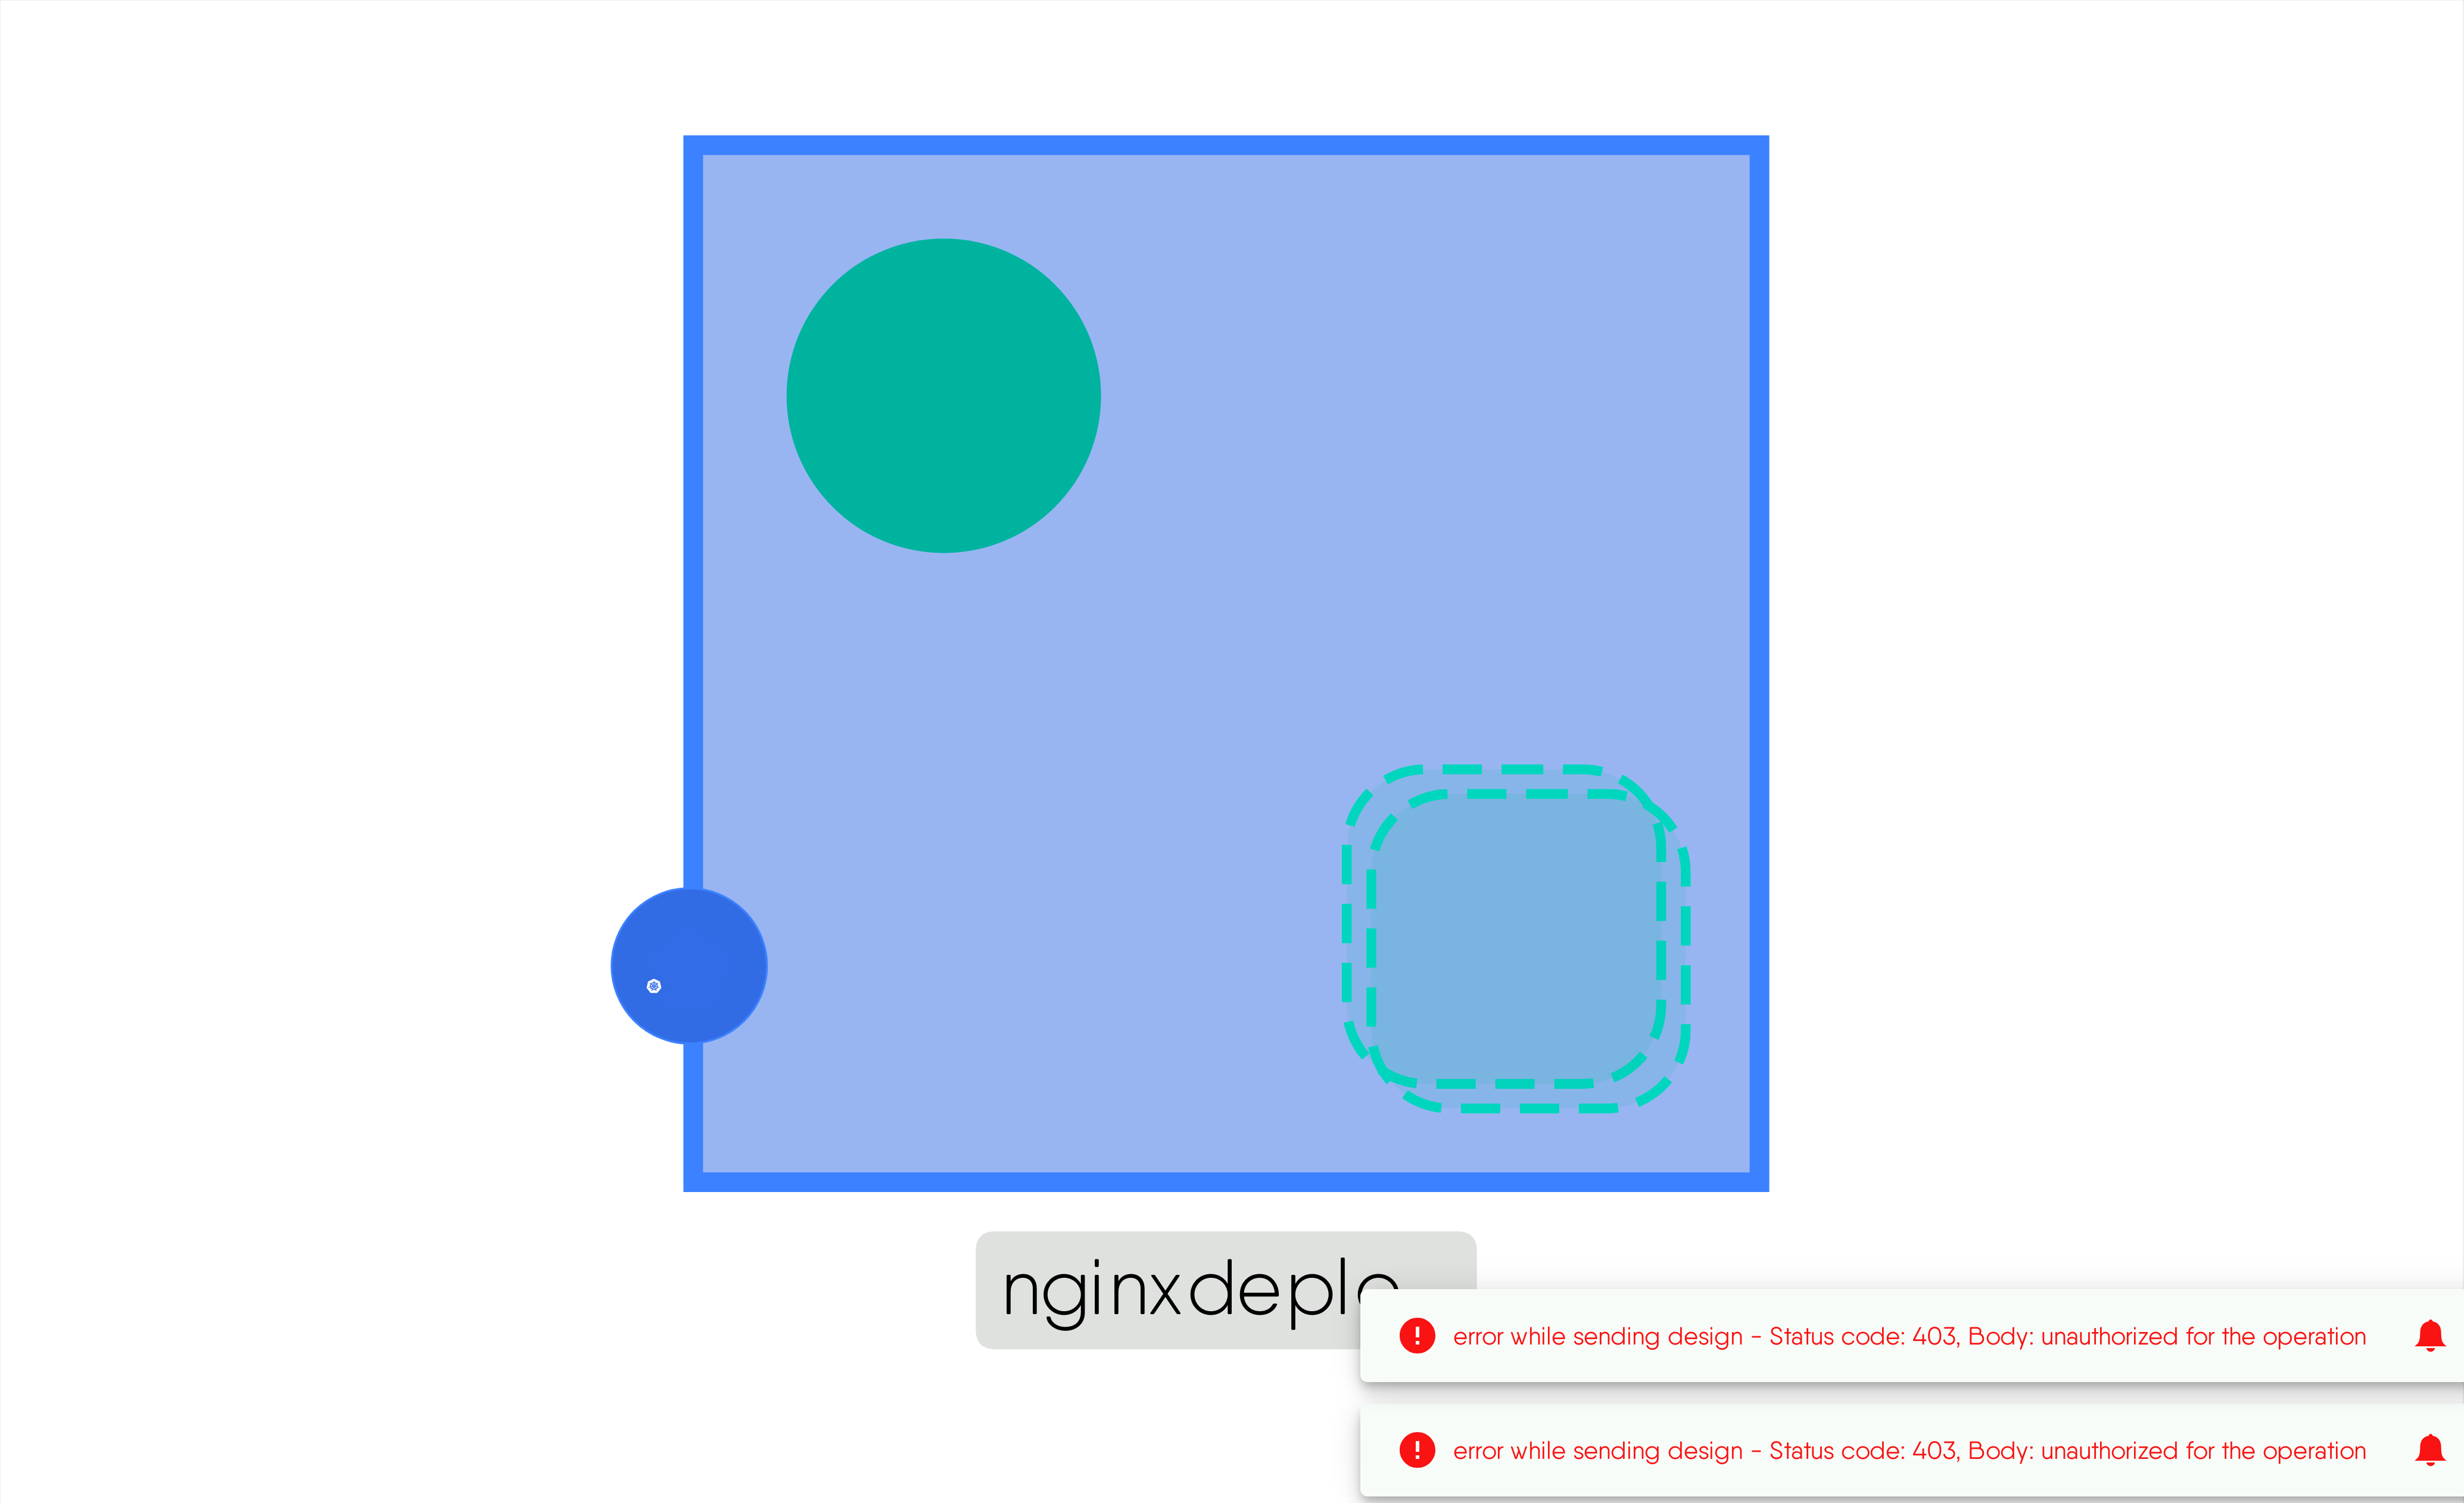 error while sending design - Status code: 403, Body: unauthorized for the operation
error while sending design - Status code: 403, Body: unauthorized for the operation